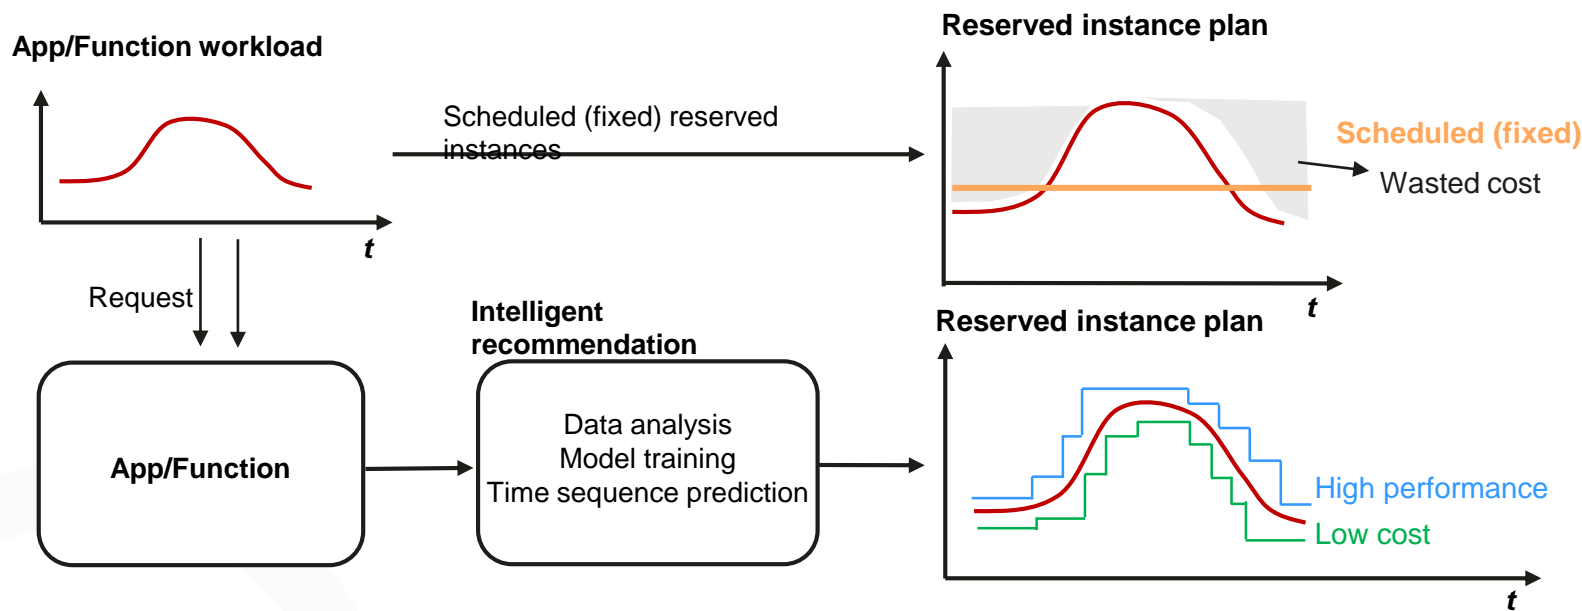 App/Function workload
t
Scheduled (fixed) reserved
instances
Reserved instance plan
Scheduled (fixed)
Wasted cost
t
Request
App/Function
Intelligent
recommendation
Data analysis
Model training
Time sequence prediction
Reserved instance plan
High performance
Low cost
t